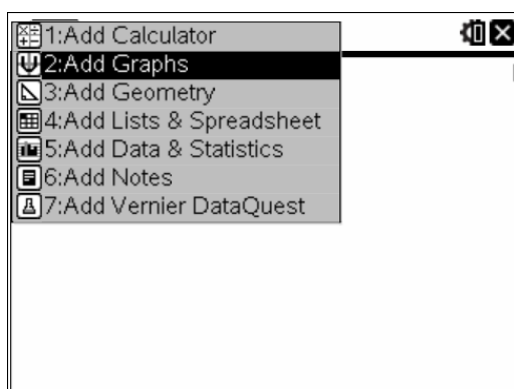 1:Add Calculator
2:Add Graphs
3:Add Geometry
4:Add Lists & Spreadsheet
5:Add Data & Statistics
6:Add Notes
7:Add Vernier DataQuest